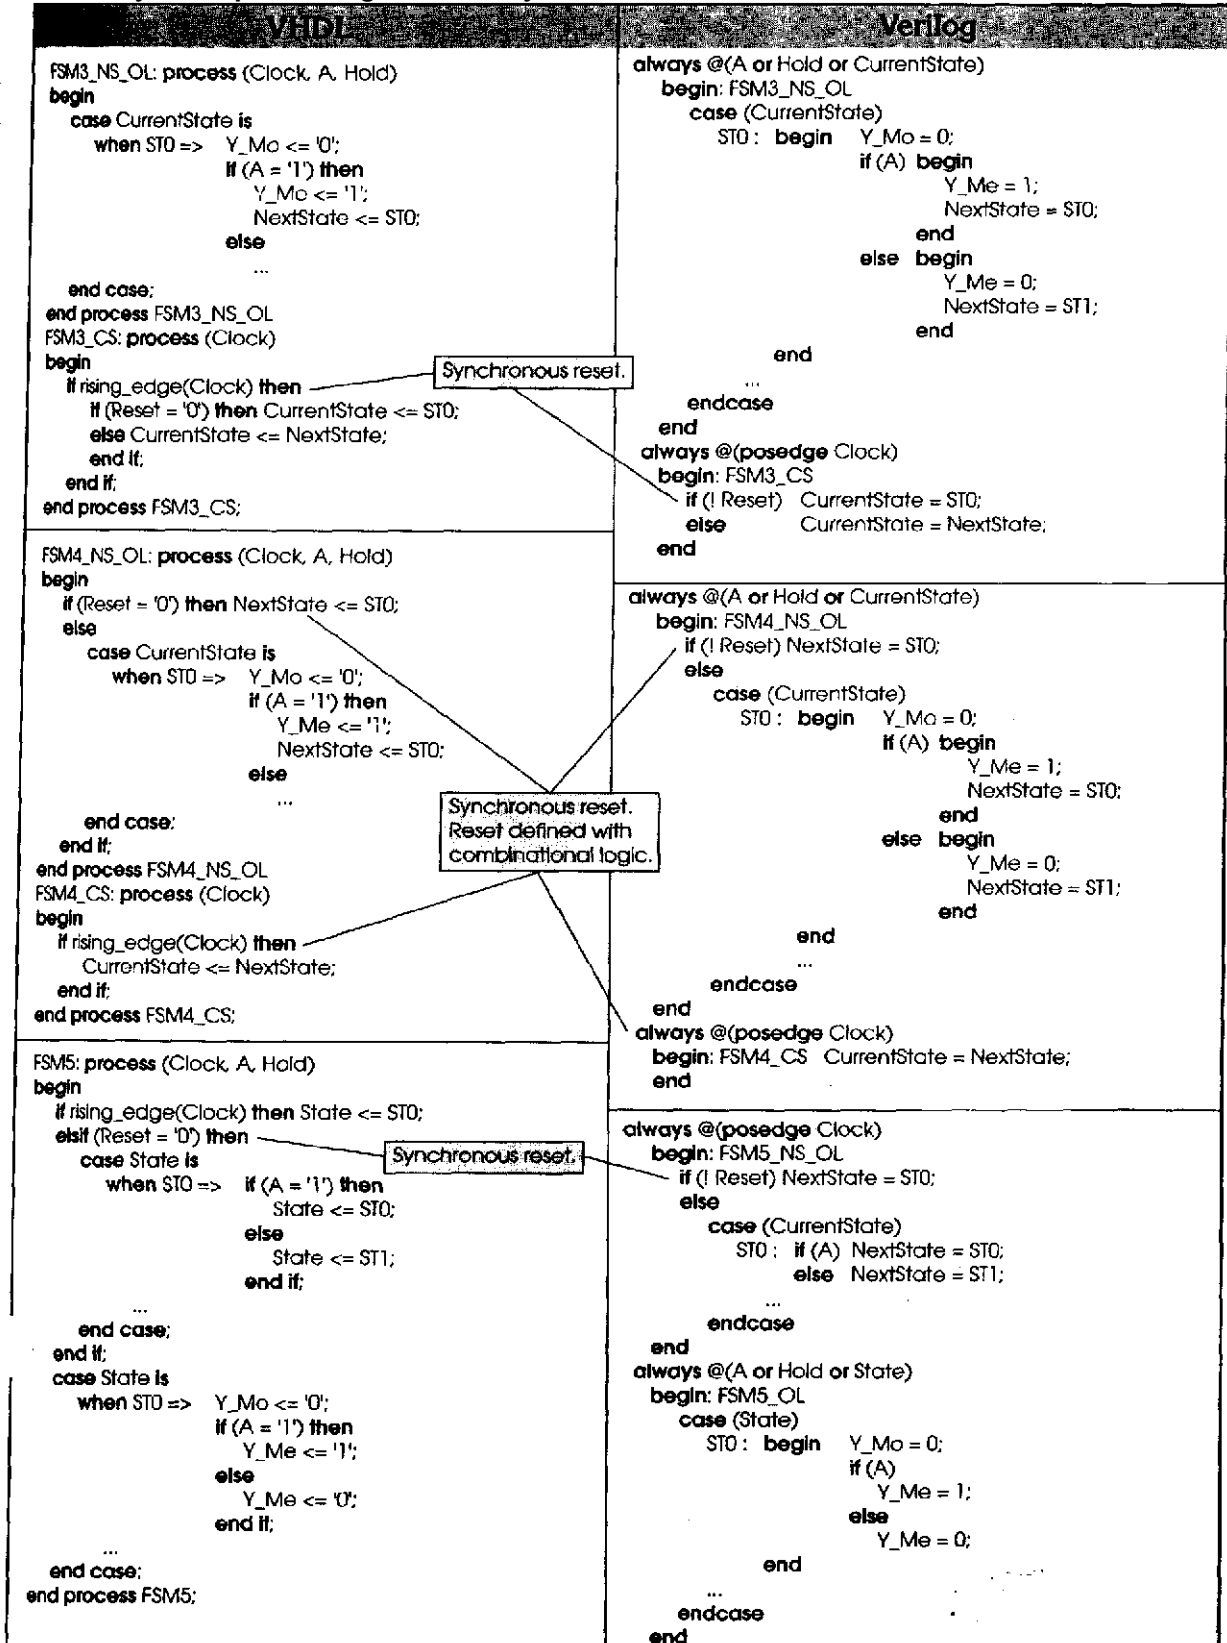 VHDL
FSM3_NS_OL: process (Clock, A, Hold)
begin
case CurrentState is
when ST0 => Y_Mo <= '0';
if (A = '1') then
Y_Mo <= '1';
NextState <= ST0;
else
...
end case;
end process FSM3_NS_OL
FSM3_CS: process (Clock)
begin
if rising_edge(Clock) then
if (Reset = '0') then CurrentState <= ST0;
else CurrentState <= NextState;
end if;
end if;
end process FSM3_CS;
Synchronous reset.
FSM4_NS_OL: process (Clock, A, Hold)
begin
if (Reset = '0') then NextState <= ST0;
else
case CurrentState is
when ST0 => Y_Mo <= '0';
if (A = '1') then
Y_Me <= '1';
NextState <= ST0;
else
...
end case;
end if;
end process FSM4_NS_OL
FSM4_CS: process (Clock)
begin
if rising_edge(Clock) then
CurrentState <= NextState;
end if;
end process FSM4_CS;
Synchronous reset.
Reset defined with
combinational logic.
FSM5: process (Clock, A, Hold)
begin
if rising_edge(Clock) then State <= ST0;
elsif (Reset = '0') then
case State is
when ST0 => if (A = '1') then
State <= ST0;
else
State <= ST1;
end if;
...
end case;
end if;
case State is
when ST0 => Y_Mo <= '0';
if (A = '1') then
Y_Me <= '1';
else
Y_Me <= '0';
end if;
...
end case;
end process FSM5;
Synchronous reset.
Verilog
always @(A or Hold or CurrentState)
begin: FSM3_NS_OL
case (CurrentState)
ST0 : begin Y_Mo = 0;
if (A) begin
Y_Me = 1;
NextState = ST0;
end
else begin
Y_Me = 0;
NextState = ST1;
end
end
...
endcase
end
always @(posedge Clock)
begin: FSM3_CS
if (! Reset) CurrentState = ST0;
else CurrentState = NextState;
end
always @(A or Hold or CurrentState)
begin: FSM4_NS_OL
if (! Reset) NextState = ST0;
else
case (CurrentState)
ST0 : begin Y_Mo = 0;
if (A) begin
Y_Me = 1;
NextState = ST0;
end
else begin
Y_Me = 0;
NextState = ST1;
end
end
...
endcase
end
always @(posedge Clock)
begin: FSM4_CS CurrentState = NextState;
end
always @(posedge Clock)
begin: FSM5_NS_OL
if (! Reset) NextState = ST0;
else
case (CurrentState)
ST0 : if (A) NextState = ST0;
else NextState = ST1;
...
endcase
end
always @(A or Hold or State)
begin: FSM5_OL
case (State)
ST0 : begin Y_Mo = 0;
if (A)
Y_Me = 1;
else
Y_Me = 0;
end
...
endcase
end